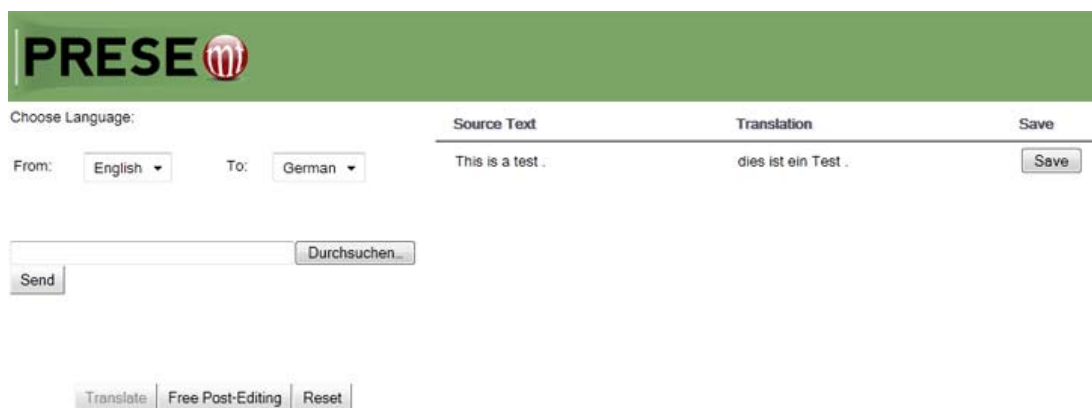 PRESEmt
Choose Language:
From: English To: German
Durchsuchen...
Send
Translate Free Post-Editing Reset
Source Text Translation Save
This is a test . dies ist ein Test . Save